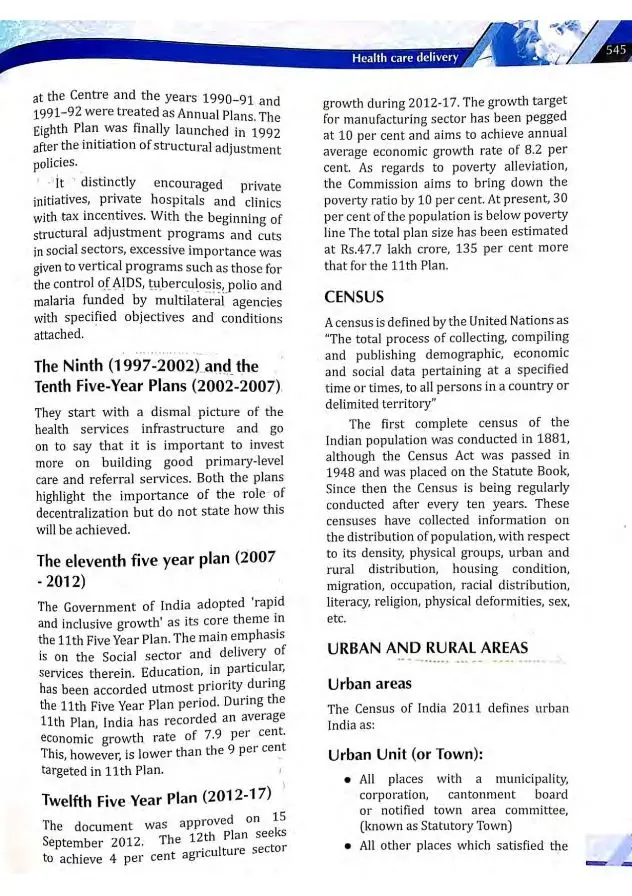 Health care delivery
545
at the Centre and the years 1990–91 and
1991–92 were treated as Annual Plans. The
Eighth Plan was finally launched in 1992
after the initiation of structural adjustment
policies.
It distinctly encouraged private
initiatives, private hospitals and clinics
with tax incentives. With the beginning of
structural adjustment programs and cuts
in social sectors, excessive importance was
given to vertical programs such as those for
the control of AIDS, tuberculosis, polio and
malaria funded by multilateral agencies
with specified objectives and conditions
attached.
The Ninth (1997-2002) and the
Tenth Five-Year Plans (2002-2007)
They start with a dismal picture of the
health services infrastructure and go
on to say that it is important to invest
more on building good primary-level
care and referral services. Both the plans
highlight the importance of the role of
decentralization but do not state how this
will be achieved.
The eleventh five year plan (2007
- 2012)
The Government of India adopted 'rapid
and inclusive growth' as its core theme in
the 11th Five Year Plan. The main emphasis
is on the Social sector and delivery of
services therein. Education, in particular,
has been accorded utmost priority during
the 11th Five Year Plan period. During the
11th Plan, India has recorded an average
economic growth rate of 7.9 per cent.
This, however, is lower than the 9 per cent
targeted in 11th Plan.
Twelfth Five Year Plan (2012-17)
The document was approved on 15
September 2012. The 12th Plan seeks
to achieve 4 per cent agriculture sector
growth during 2012-17. The growth target
for manufacturing sector has been pegged
at 10 per cent and aims to achieve annual
average economic growth rate of 8.2 per
cent. As regards to poverty alleviation,
the Commission aims to bring down the
poverty ratio by 10 per cent. At present, 30
per cent of the population is below poverty
line The total plan size has been estimated
at Rs.47.7 lakh crore, 135 per cent more
that for the 11th Plan.
CENSUS
A census is defined by the United Nations as
"The total process of collecting, compiling
and publishing demographic, economic
and social data pertaining at a specified
time or times, to all persons in a country or
delimited territory"
The first complete census of the
Indian population was conducted in 1881,
although the Census Act was passed in
1948 and was placed on the Statute Book,
Since then the Census is being regularly
conducted after every ten years. These
censuses have collected information on
the distribution of population, with respect
to its density, physical groups, urban and
rural distribution, housing condition,
migration, occupation, racial distribution,
literacy, religion, physical deformities, sex,
etc.
URBAN AND RURAL AREAS
Urban areas
The Census of India 2011 defines urban
India as:
Urban Unit (or Town):
• All places with a municipality,
corporation, cantonment board
or notified town area committee,
(known as Statutory Town)
• All other places which satisfied the